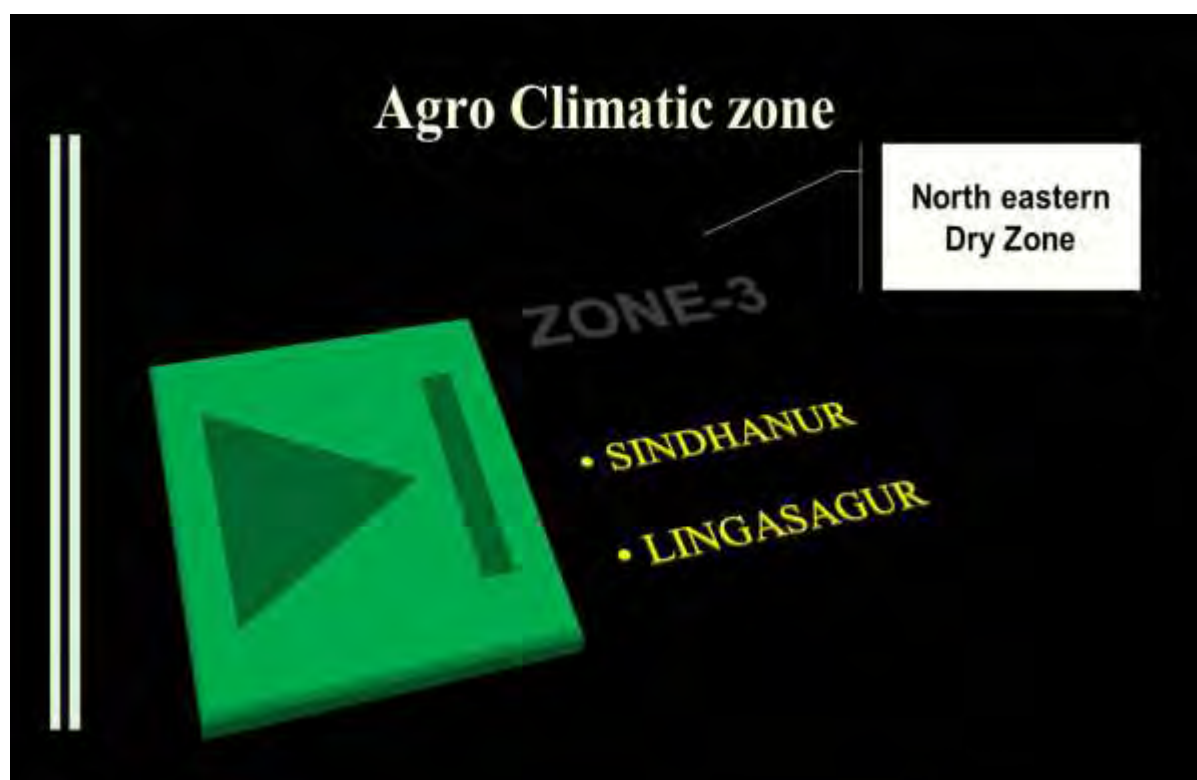 Agro Climatic zone
North eastern
Dry Zone
ZONE-3
• SINDHANUR
• LINGASAGUR